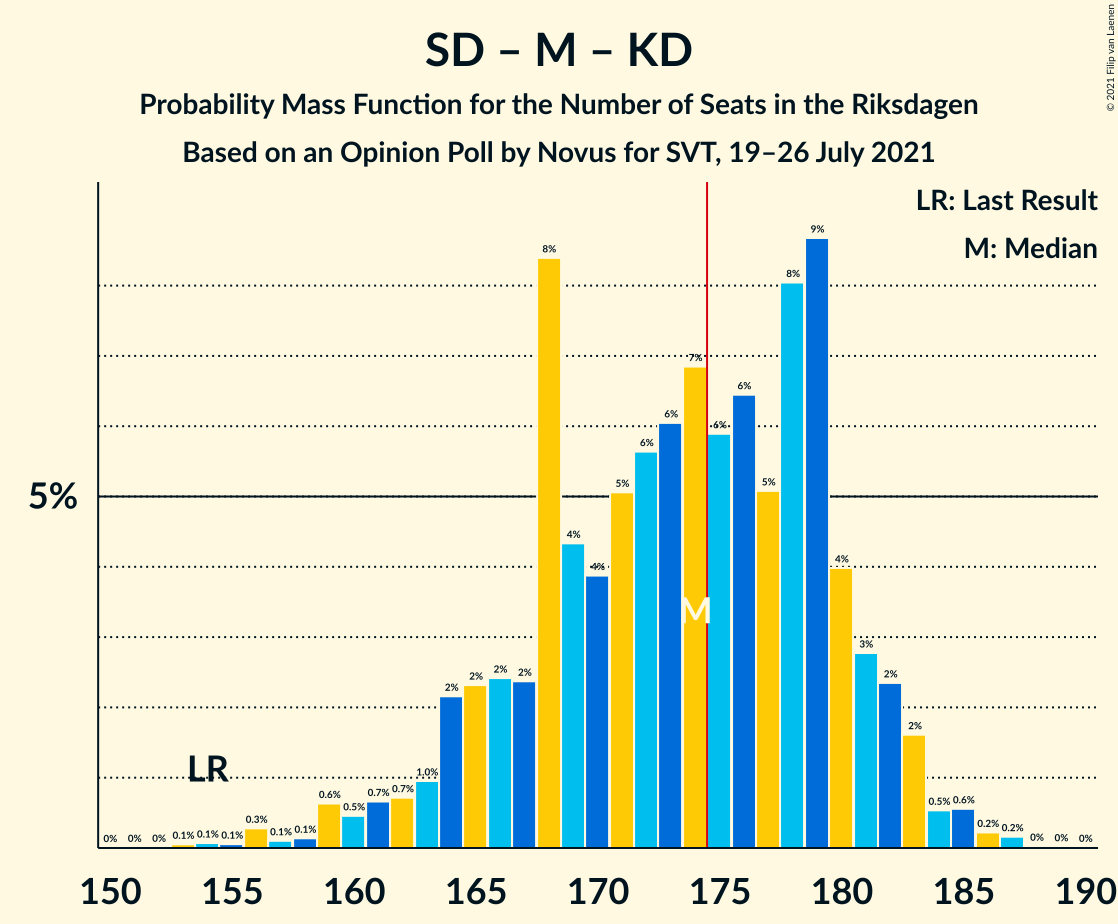 SD – M – KD
Probability Mass Function for the Number of Seats in the Riksdagen
Based on an Opinion Poll by Novus for SVT, 19–26 July 2021
© 2021 Filip van Laenen
LR: Last Result
M: Median
5%
0% 0% 0% 0.1% 0.1% 0.1% 0.3% 0.1% 0.1% 0.6% 0.5% 0.7% 0.7% 1.0% 2% 2% 2% 2% 8% 4% 4% 5% 6% 6% 7% 6% 6% 5% 8% 9% 4% 3% 2% 2% 0.5% 0.6% 0.2% 0.2% 0% 0% 0%
M
LR
150 155 160 165 170 175 180 185 190